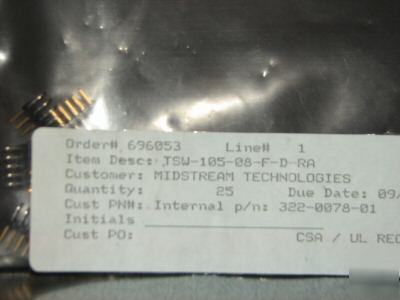 Order# 696053 Line# 1
Item Desc: TSW-105-08-F-D-RA
Customer: MIDSTREAM TECHNOLOGIES
Quantity: 25 Due Date: 09/
Cust PN#: Internal p/n: 322-0078-01
Initials
Cust PO: CSA / UL REC